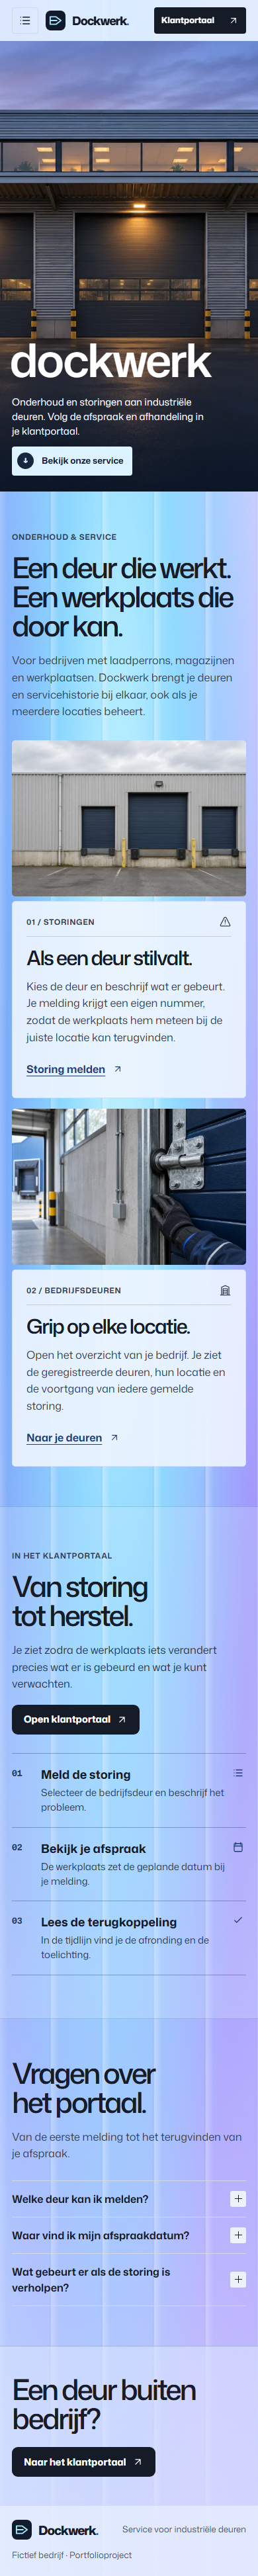 Dockwerk.
Klantportaal
dockwerk
Onderhoud en storingen aan industriële
deuren. Volg de afspraak en afhandeling in
je klantportaal.
Bekijk onze service
ONDERHOUD & SERVICE
Een deur die werkt.
Een werkplaats die
door kan.
Voor bedrijven met laadperrons, magazijnen
en werkplaatsen. Dockwerk brengt je deuren
en servicehistorie bij elkaar, ook als je
meerdere locaties beheert.
01 / STORINGEN
Als een deur stilvalt.
Kies de deur en beschrijf wat er gebeurt.
Je melding krijgt een eigen nummer,
zodat de werkplaats hem meteen bij de
juiste locatie kan terugvinden.
Storing melden
02 / BEDRIJFSDEUREN
Grip op elke locatie.
Open het overzicht van je bedrijf. Je ziet
de geregistreerde deuren, hun locatie en
de voortgang van iedere gemelde
storing.
Naar je deuren
IN HET KLANTPORTAAL
Van storing
tot herstel.
Je ziet zodra de werkplaats iets verandert
precies wat er is gebeurd en wat je kunt
verwachten.
Open klantportaal
01 Meld de storing
Selecteer de bedrijfsdeur en beschrijf het
probleem.
02 Bekijk je afspraak
De werkplaats zet de geplande datum bij
je melding.
03 Lees de terugkoppeling
In de tijdlijn vind je de afronding en de
toelichting.
Vragen over
het portaal.
Van de eerste melding tot het terugvinden van
je afspraak.
Welke deur kan ik melden?
Waar vind ik mijn afspraakdatum?
Wat gebeurt er als de storing is
verholpen?
Een deur buiten
bedrijf?
Naar het klantportaal
Dockwerk.
Service voor industriële deuren
Fictief bedrijf · Portfolioproject